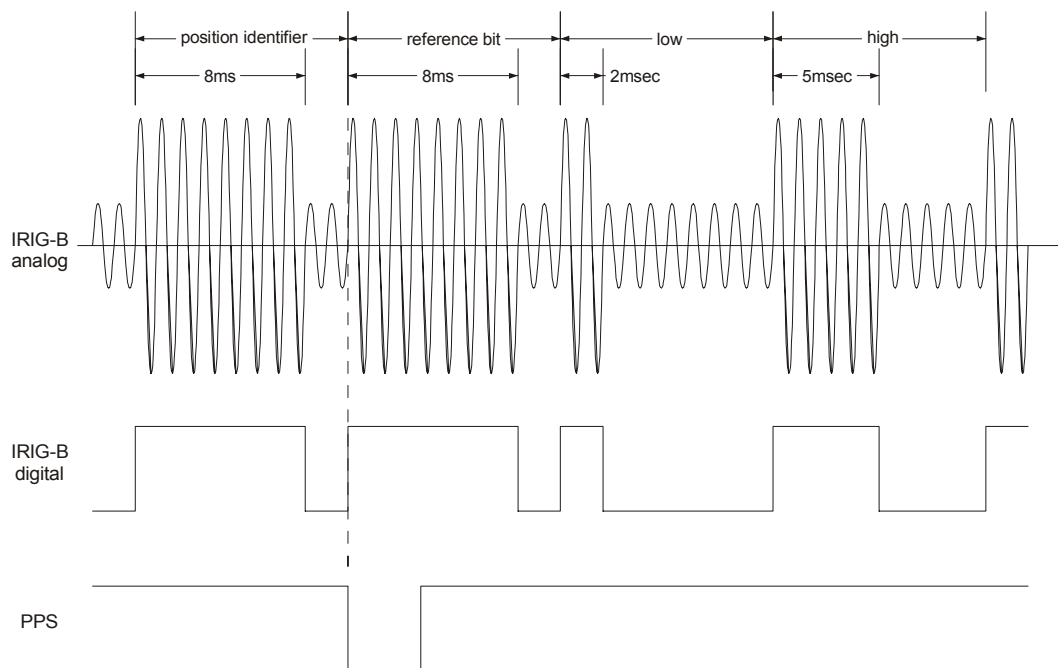 position identifier
reference bit
low
high
8ms
8ms
2msec
5msec
IRIG-B
analog
IRIG-B
digital
PPS